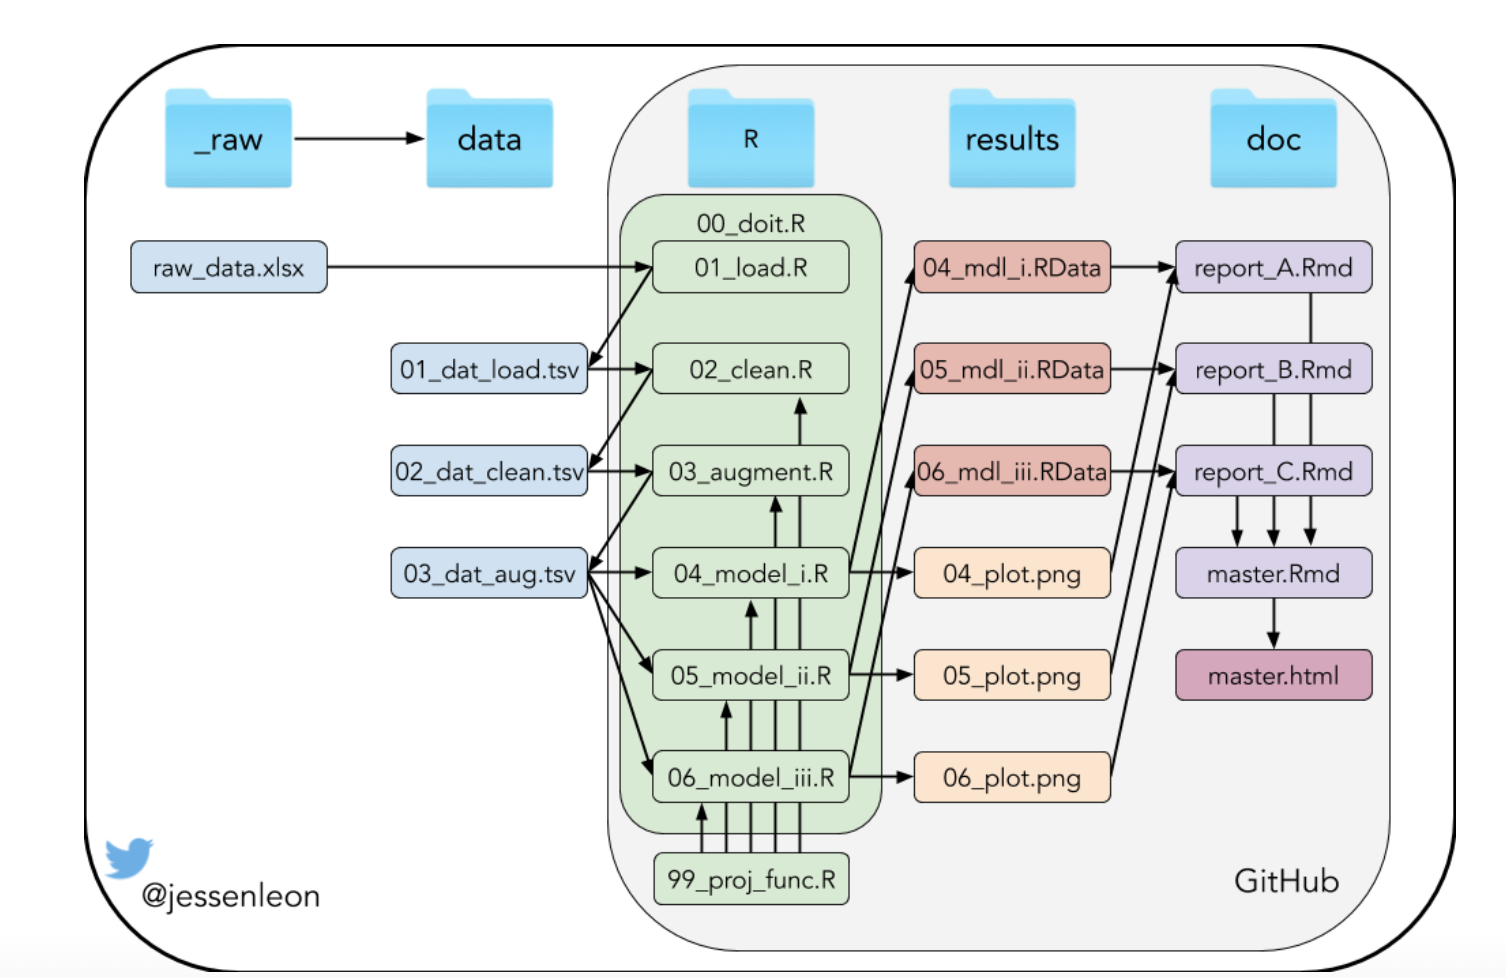 _raw
data
R
results
doc
00_doit.R
raw_data.xlsx
01_load.R
04_mdl_i.RData
report_A.Rmd
01_dat_load.tsv
02_clean.R
05_mdl_ii.RData
report_B.Rmd
02_dat_clean.tsv
03_augment.R
06_mdl_iii.RData
report_C.Rmd
03_dat_aug.tsv
04_model_i.R
04_plot.png
master.Rmd
05_model_ii.R
05_plot.png
master.html
06_model_iii.R
06_plot.png
99_proj_func.R
GitHub
@jessenleon